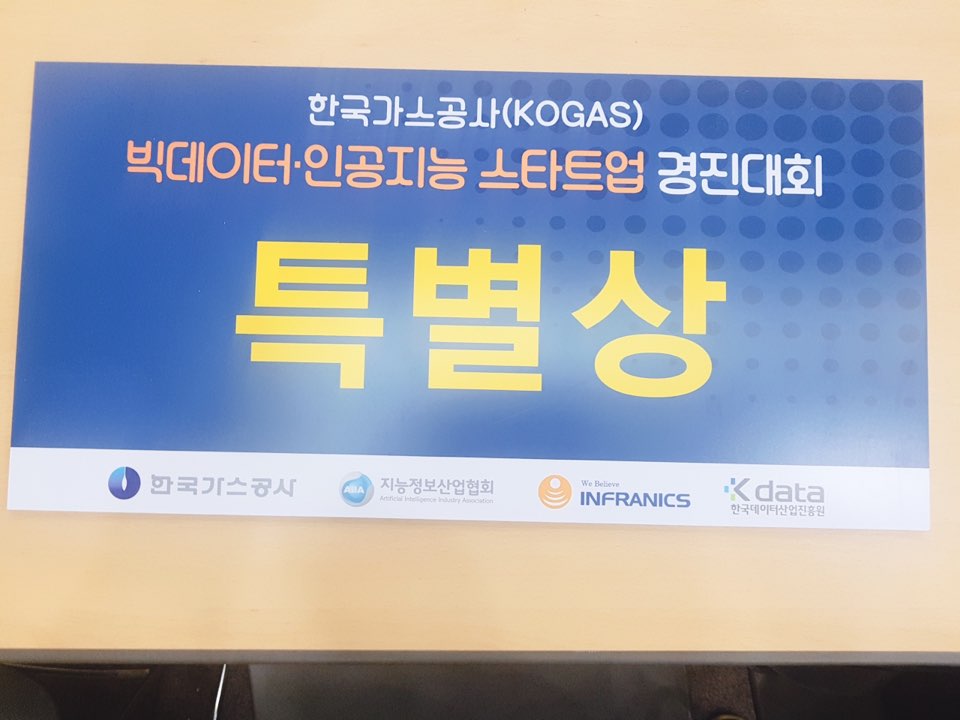 한국가스공사(KOGAS)
빅데이터·인공지능 스타트업 경진대회
특별상
한국가스공사
AIIA 지능정보산업협회
Artificial Intelligence Industry Association
We Believe
INFRANICS
K data
한국데이터산업진흥원